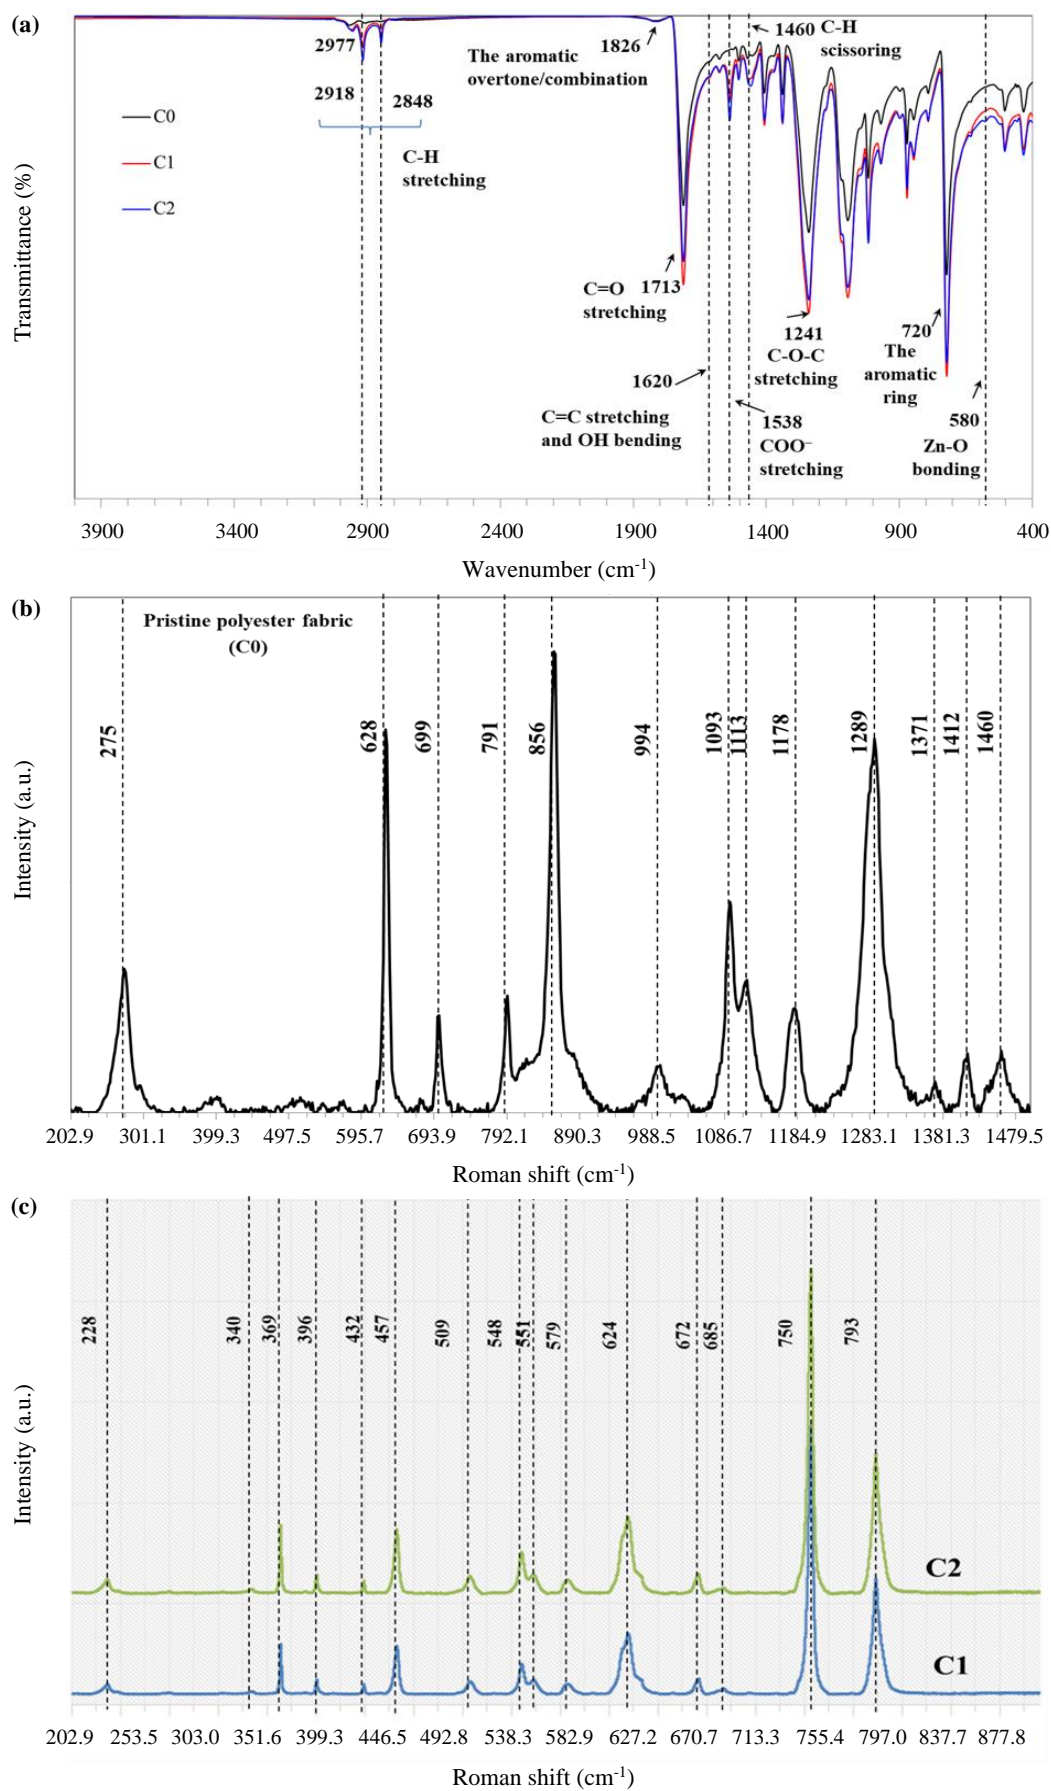 (a)
2977
2918
2848
C-H
stretching
C0
C1
C2
The aromatic
overtone/combination
1826
1460
C-H
scissoring
C=O
stretching
1713
1620
C=C stretching
and OH bending
1241
C-O-C
stretching
1538
COO⁻
stretching
720
The
aromatic
ring
580
Zn-O
bonding
Transmittance (%)
3900 3400 2900 2400 1900 1400 900 400
Wavenumber (cm⁻¹)
(b)
Pristine polyester fabric
(C0)
275 628 699 791 856 994 1093 1113 1178 1289 1371 1412 1460
Intensity (a.u.)
202.9 301.1 399.3 497.5 595.7 693.9 792.1 890.3 988.5 1086.7 1184.9 1283.1 1381.3 1479.5
Roman shift (cm⁻¹)
(c)
228 340 369 396 432 457 509 548 551 579 624 672 685 750 793
C2
C1
Intensity (a.u.)
202.9 253.5 303.0 351.6 399.3 446.5 492.8 538.3 582.9 627.2 670.7 713.3 755.4 797.0 837.7 877.8
Roman shift (cm⁻¹)